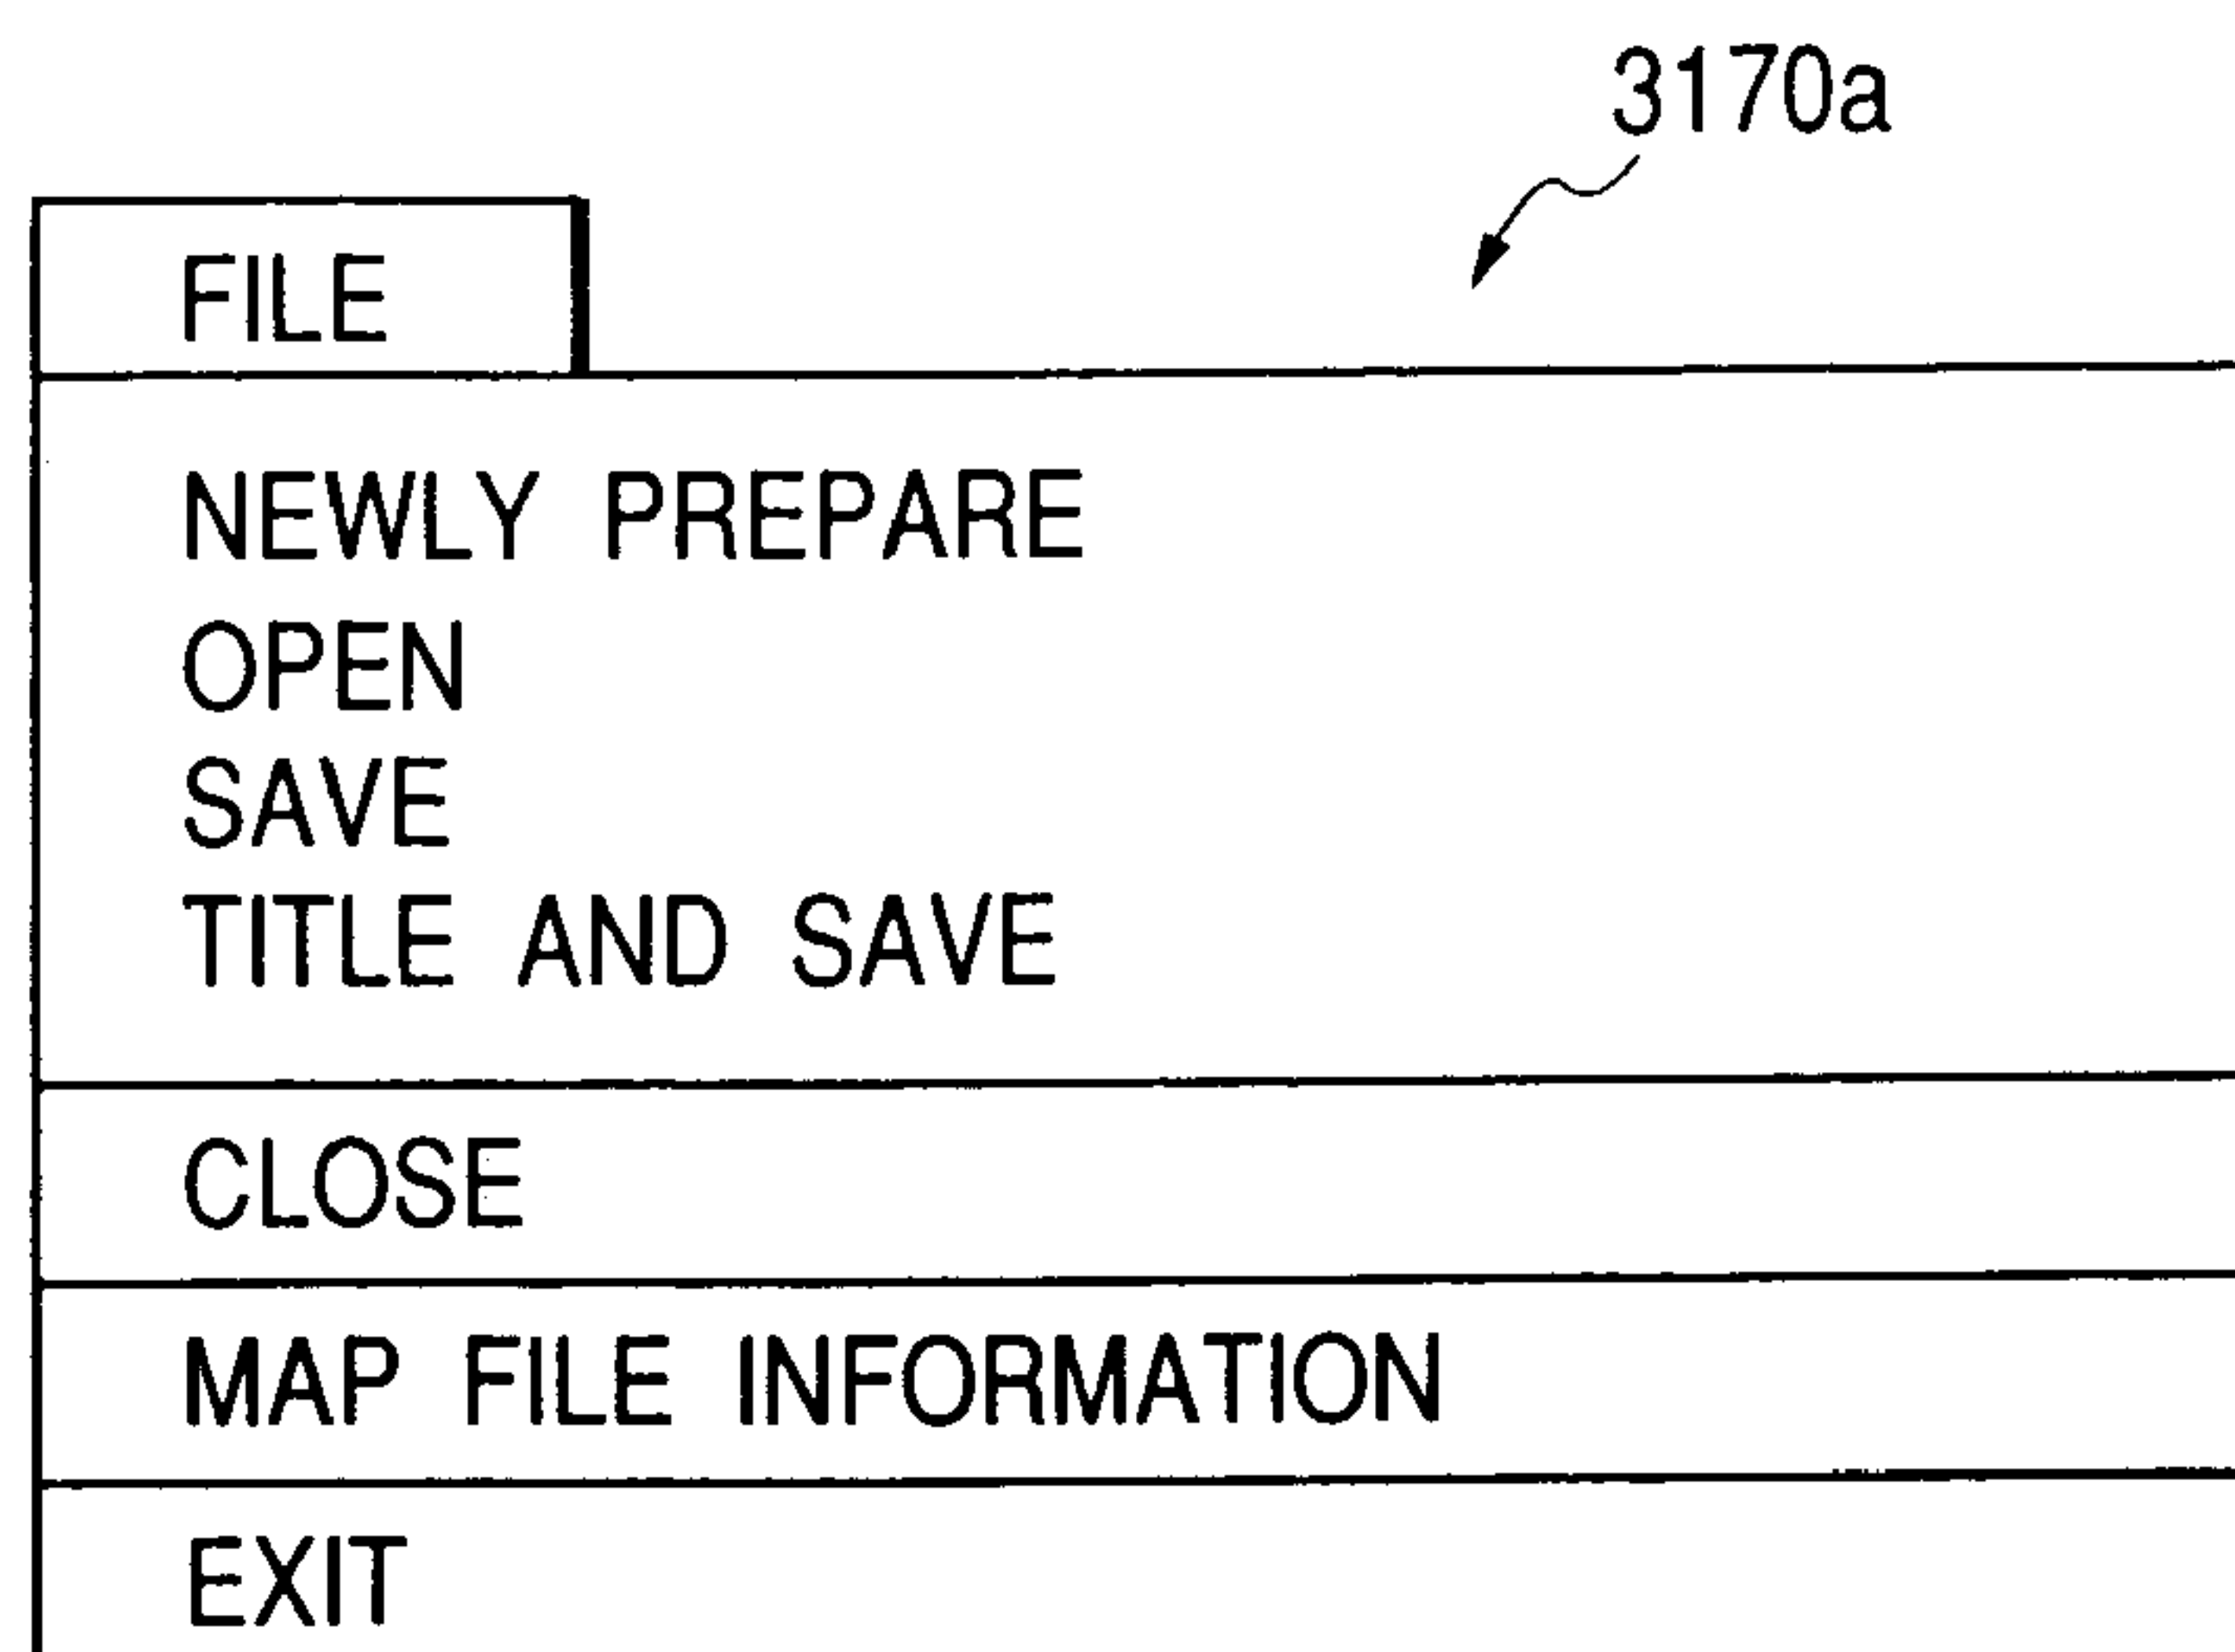 3170a
FILE
NEWLY PREPARE
OPEN
SAVE
TITLE AND SAVE
CLOSE
MAP FILE INFORMATION
EXIT